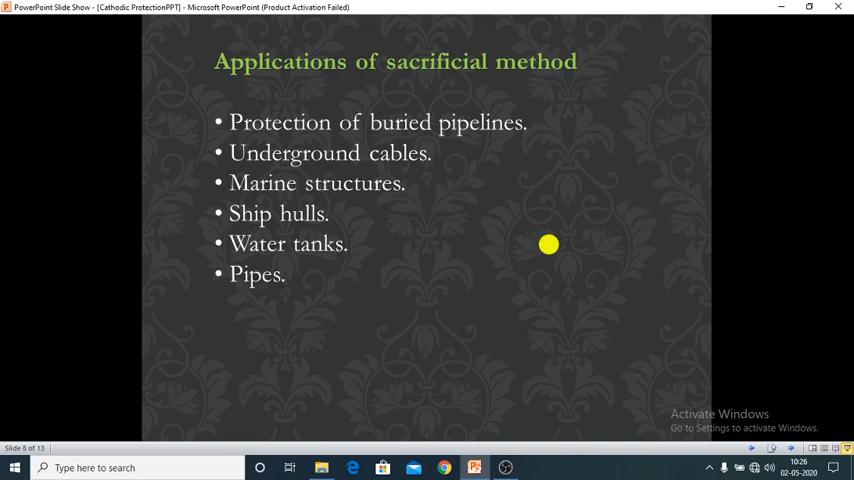 PowerPoint Slide Show - [Cathodic ProtectionPPT] - Microsoft PowerPoint (Product Activation Failed)
Applications of sacrificial method
• Protection of buried pipelines.
• Underground cables.
• Marine structures.
• Ship hulls.
• Water tanks.
• Pipes.
Activate Windows
Go to Settings to activate Windows.
Slide 8 of 13
Type here to search
10:26
02-05-2020